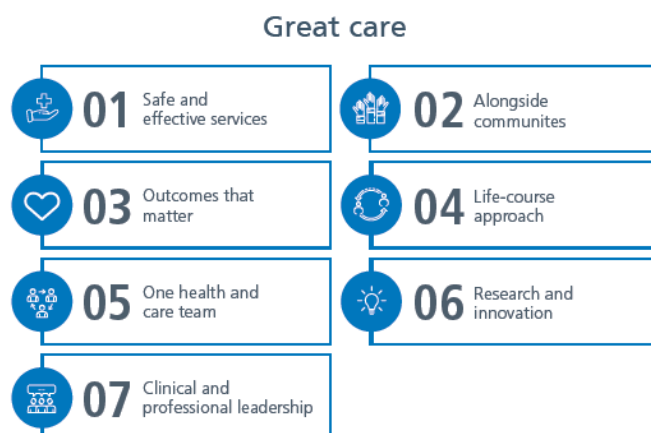 Great care
01 Safe and
effective services
02 Alongside
communites
03 Outcomes that
matter
04 Life-course
approach
05 One health and
care team
06 Research and
innovation
07 Clinical and
professional leadership